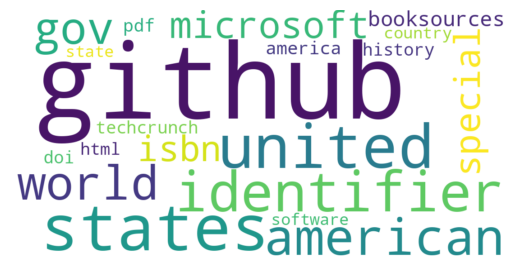 gov pdf microsoft booksources
state america history country
github
special
techcrunch
doi html isbn united
world identifier
states software american